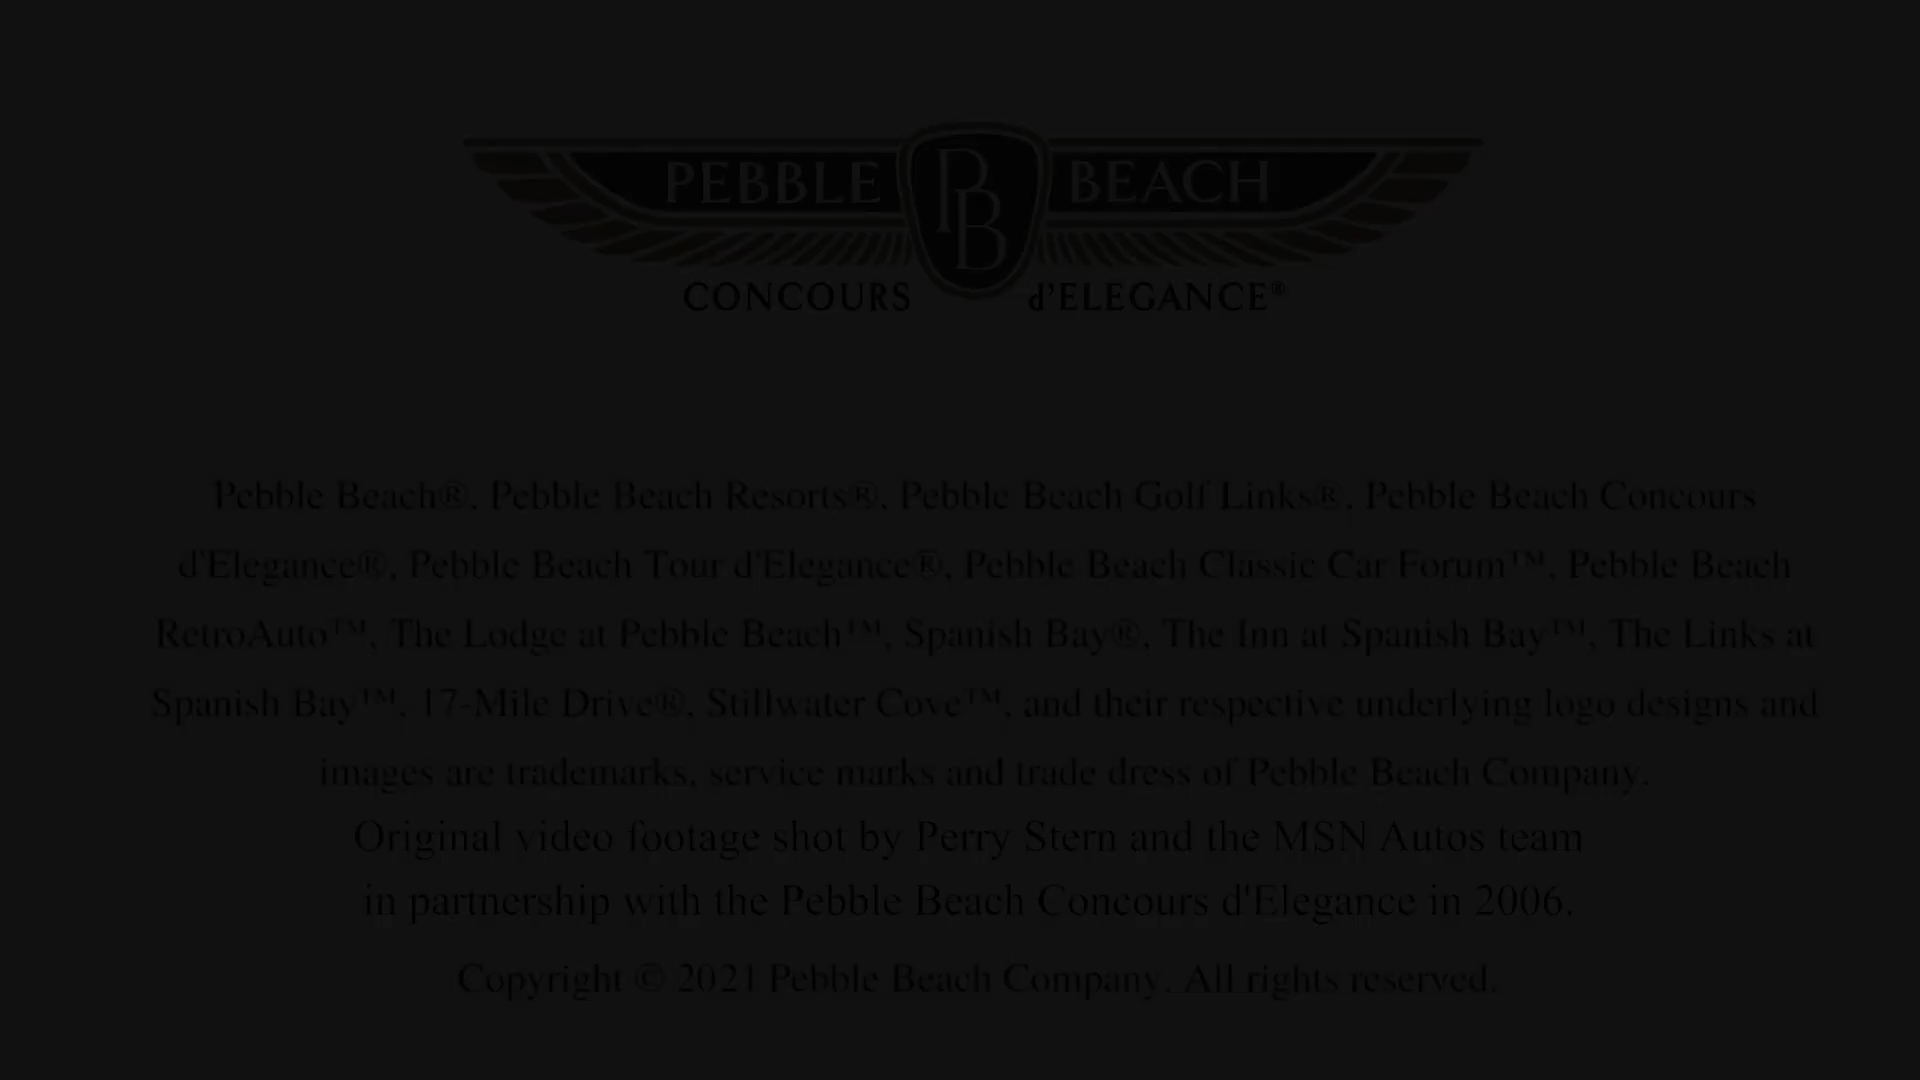 PEBBLE PB BEACH
CONCOURS d'ELEGANCE®
Pebble Beach®, Pebble Beach Resorts®, Pebble Beach Golf Links®, Pebble Beach Concours
d'Elegance®, Pebble Beach Tour d'Elegance®, Pebble Beach Classic Car Forum™, Pebble Beach
RetroAuto™, The Lodge at Pebble Beach™, Spanish Bay®, The Inn at Spanish Bay™, The Links at
Spanish Bay™, 17-Mile Drive®, Stillwater Cove™, and their respective underlying logo designs and
images are trademarks, service marks and trade dress of Pebble Beach Company.
Original video footage shot by Perry Stern and the MSN Autos team
in partnership with the Pebble Beach Concours d'Elegance in 2006.
Copyright © 2021 Pebble Beach Company. All rights reserved.